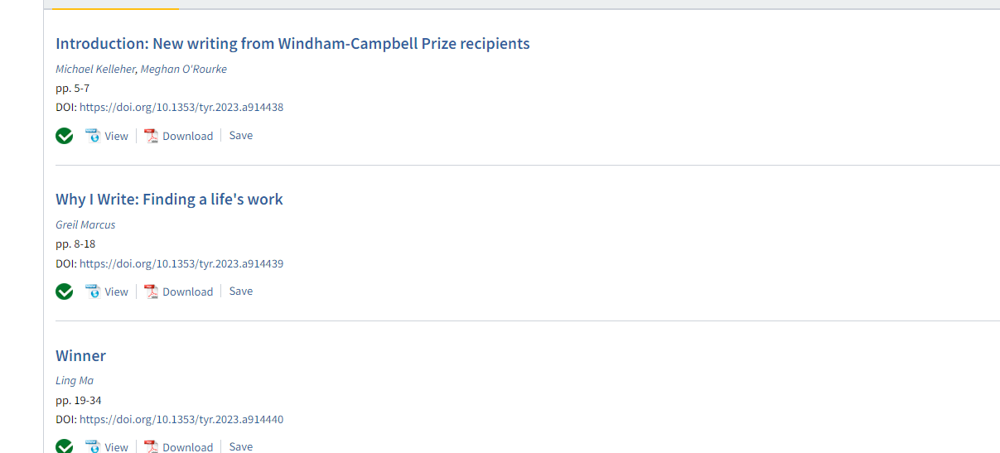 Introduction: New writing from Windham-Campbell Prize recipients
Michael Kelleher, Meghan O'Rourke
pp. 5-7
DOI: https://doi.org/10.1353/tyr.2023.a914438
View Download Save
Why I Write: Finding a life's work
Greil Marcus
pp. 8-18
DOI: https://doi.org/10.1353/tyr.2023.a914439
View Download Save
Winner
Ling Ma
pp. 19-34
DOI: https://doi.org/10.1353/tyr.2023.a914440
View Download Save